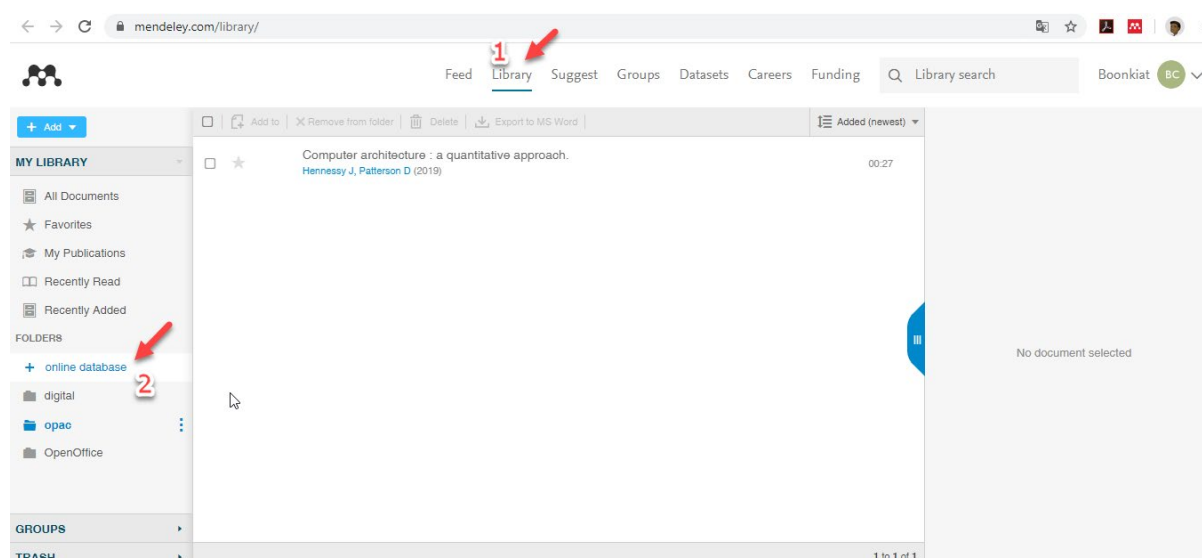 mendeley.com/library/
1
Feed Library Suggest Groups Datasets Careers Funding Library search Boonkiat BC
+ Add
Add to Remove from folder Delete Export to MS Word Added (newest)
MY LIBRARY
Computer architecture : a quantitative approach.
00:27
Hennessy J, Patterson D (2019)
All Documents
Favorites
My Publications
Recently Read
Recently Added
FOLDERS
No document selected
+ online database
2
digital
opac
OpenOffice
GROUPS
TRASH
1 to 1 of 1